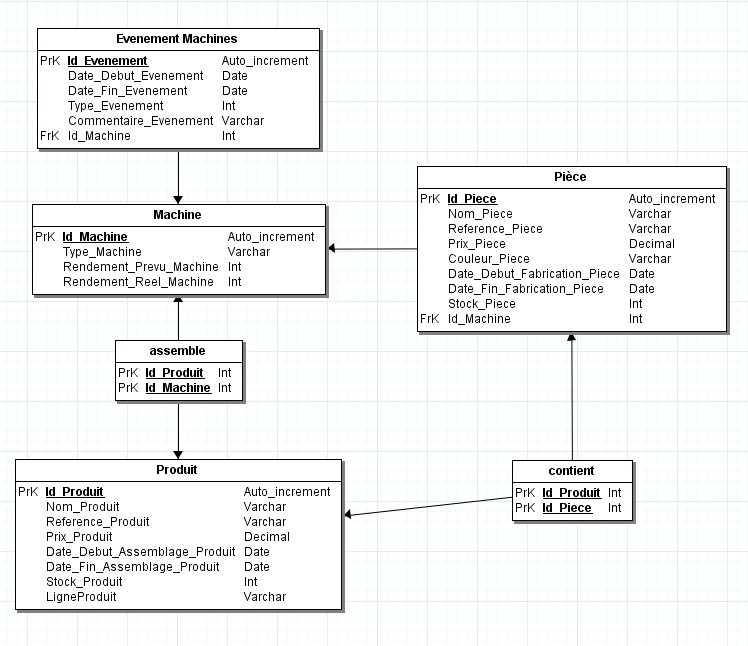 Evenement Machines
PrK Id_Evenement Auto_increment
Date_Debut_Evenement Date
Date_Fin_Evenement Date
Type_Evenement Int
Commentaire_Evenement Varchar
FrK Id_Machine Int
Machine
PrK Id_Machine Auto_increment
Type_Machine Varchar
Rendement_Prevu_Machine Int
Rendement_Reel_Machine Int
Pièce
PrK Id_Piece Auto_increment
Nom_Piece Varchar
Reference_Piece Varchar
Prix_Piece Decimal
Couleur_Piece Varchar
Date_Debut_Fabrication_Piece Date
Date_Fin_Fabrication_Piece Date
Stock_Piece Int
FrK Id_Machine Int
assemble
PrK Id_Produit Int
PrK Id_Machine Int
Produit
PrK Id_Produit Auto_increment
Nom_Produit Varchar
Reference_Produit Varchar
Prix_Produit Decimal
Date_Debut_Assemblage_Produit Date
Date_Fin_Assemblage_Produit Date
Stock_Produit Int
LigneProduit Varchar
contient
PrK Id_Produit Int
PrK Id_Piece Int